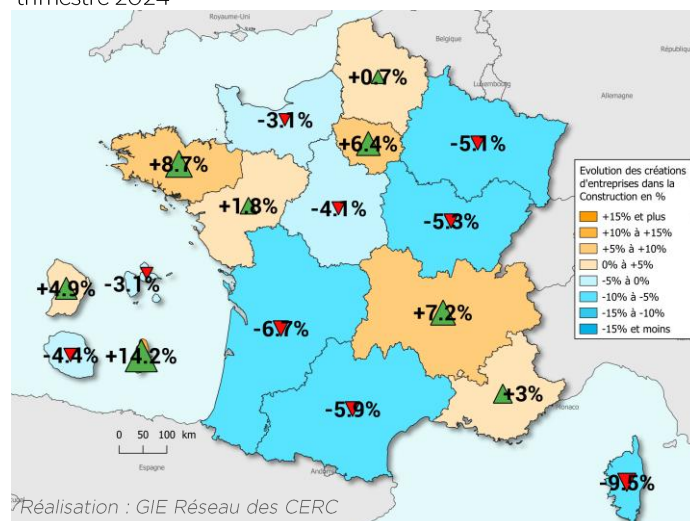 trimestre 2024
Royaume-Uni
Belgique
République
Luxembourg
Allemagne
+0.7%
-3.1%
+6.4%
-5.1%
+8.7%
+1.8%
-4.1%
-5.3%
Evolution des créations
d'entreprises dans la
Construction en %
+15% et plus
+10% à +15%
+5% à +10%
0% à +5%
-5% à 0%
-10% à -5%
-15% à -10%
-15% et moins
+4.9%
-3.1%
-4.4%
+14.2%
-6.7%
+7.2%
-5.9%
+3%
Monaco
0 50 100 km
Espagne
-9.5%
Réalisation : GIE Réseau des CERC